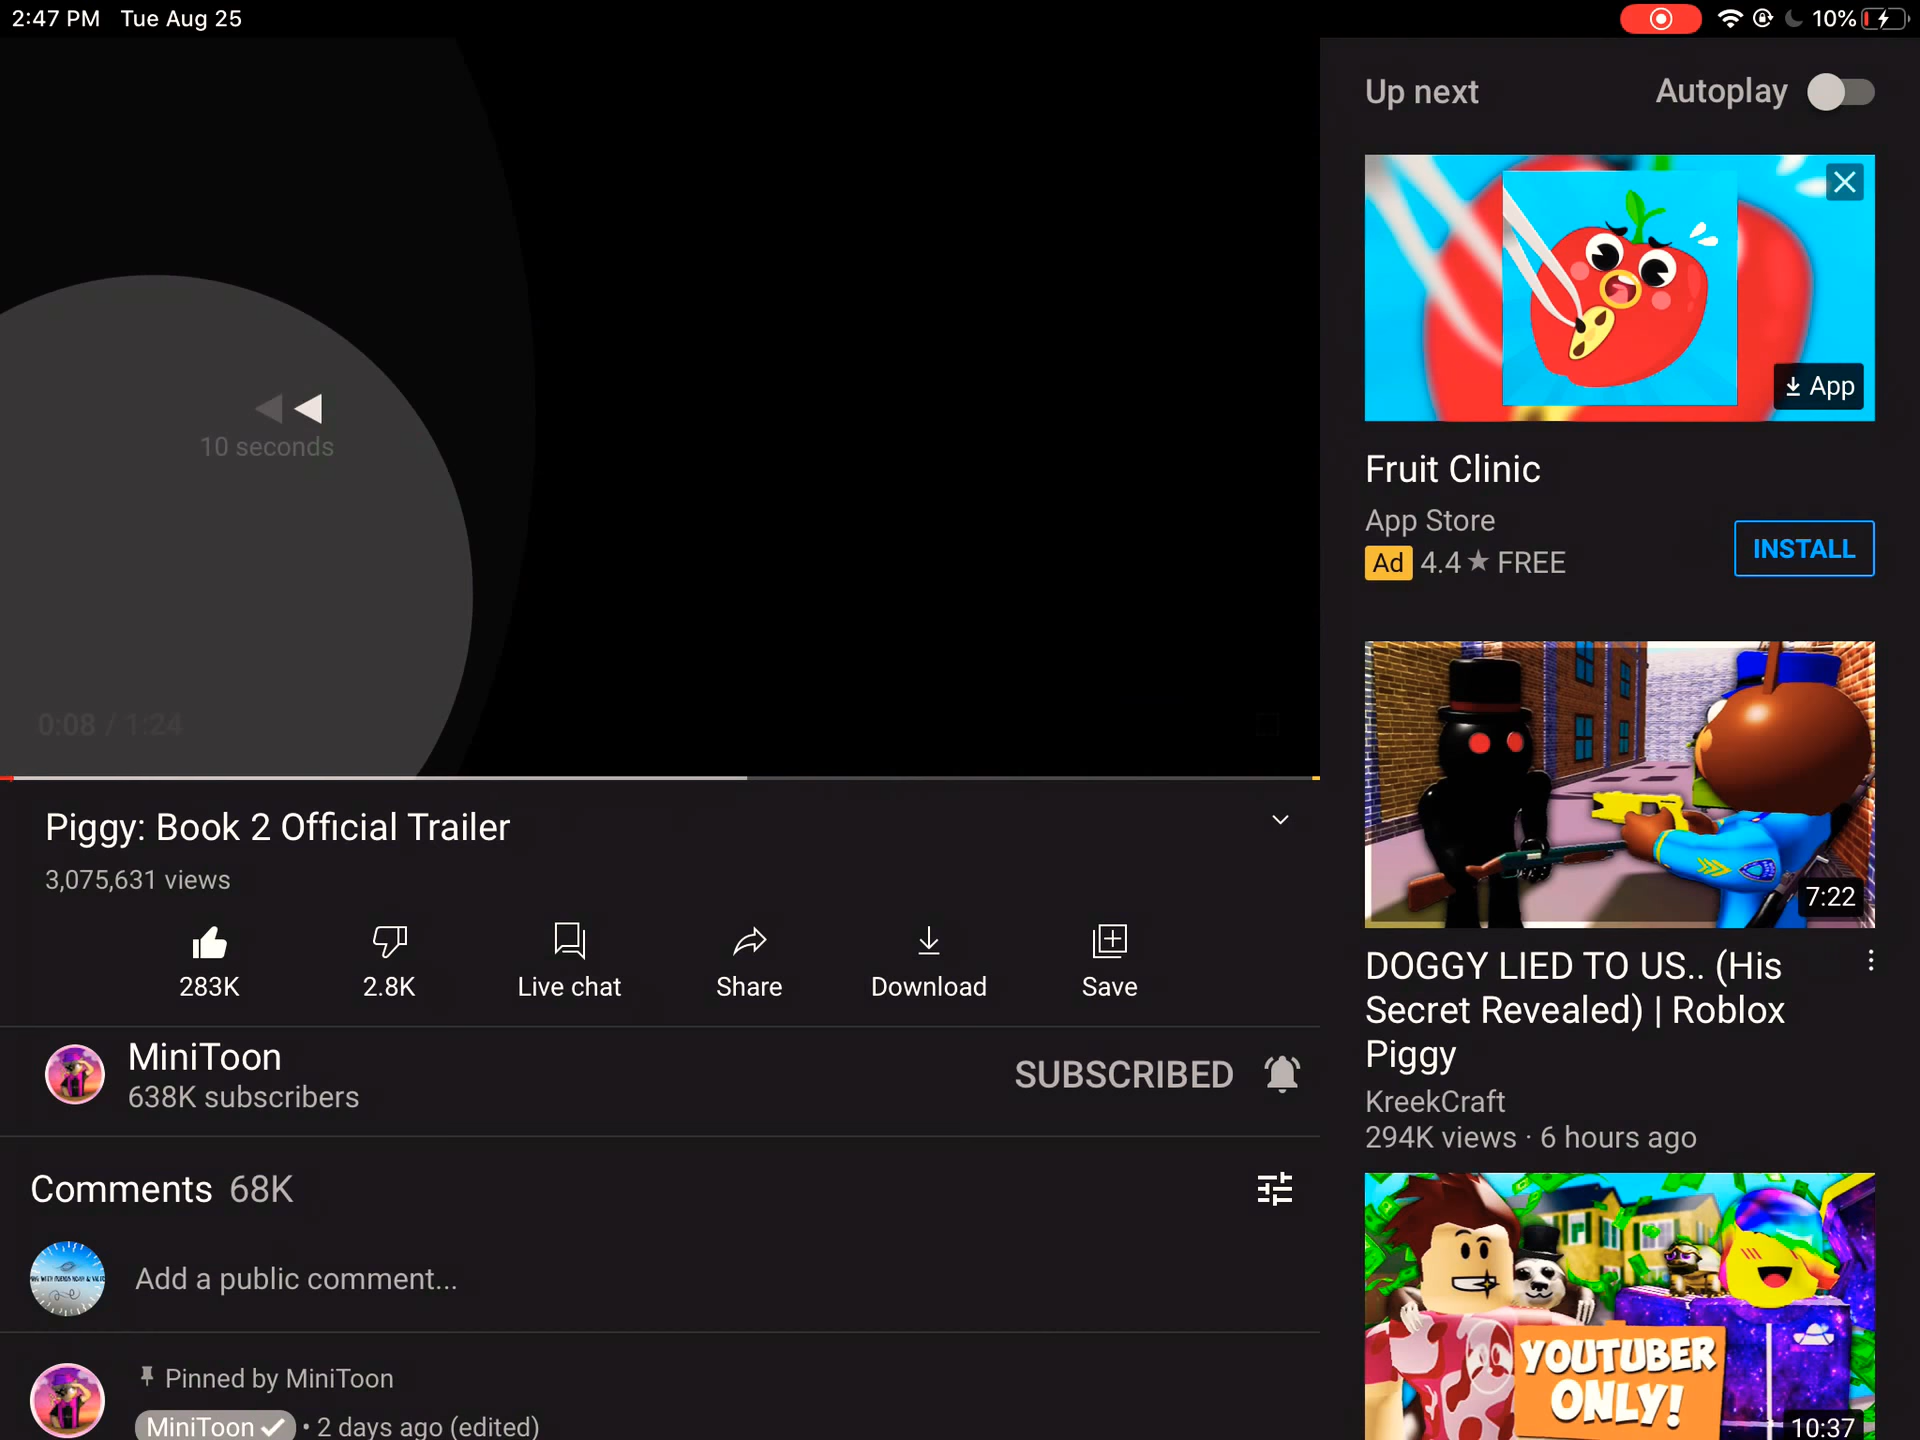 2:47 PM Tue Aug 25
10%
10 seconds
0:08 / 1:24
Piggy: Book 2 Official Trailer
3,075,631 views
283K
2.8K
Live chat
Share
Download
Save
MiniToon
638K subscribers
SUBSCRIBED
Comments 68K
Add a public comment...
Pinned by MiniToon
MiniToon • 2 days ago (edited)
Up next
Autoplay
App
Fruit Clinic
App Store
Ad 4.4 ★ FREE
INSTALL
7:22
DOGGY LIED TO US.. (His
Secret Revealed) | Roblox
Piggy
KreekCraft
294K views · 6 hours ago
YOUTUBER
ONLY!
10:37